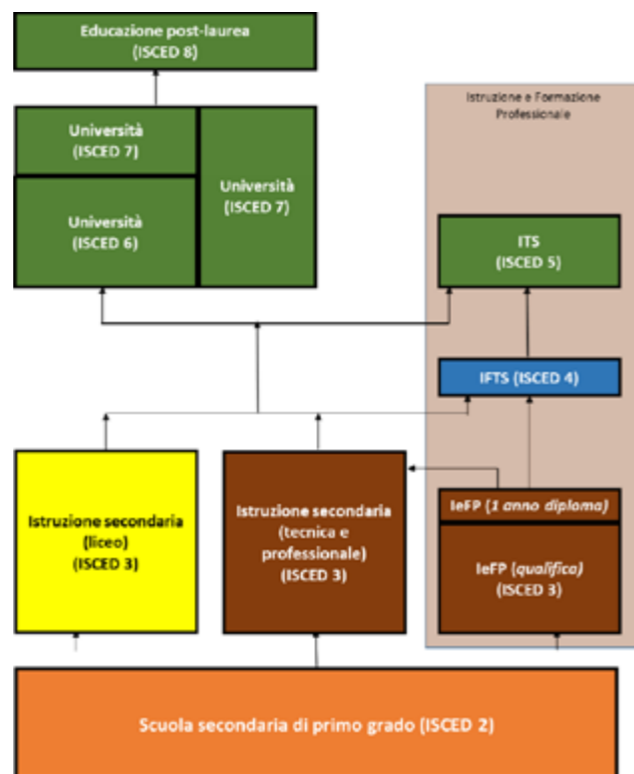 Educazione post-laurea
(ISCED 8)
Istruzione e Formazione
Professionale
Università
(ISCED 7)
Università
(ISCED 7)
Università
(ISCED 6)
ITS
(ISCED 5)
IFTS (ISCED 4)
Istruzione secondaria
(liceo)
(ISCED 3)
Istruzione secondaria
(tecnica e
professionale)
(ISCED 3)
IeFP (1 anno diploma)
IeFP (qualifica)
(ISCED 3)
Scuola secondaria di primo grado (ISCED 2)